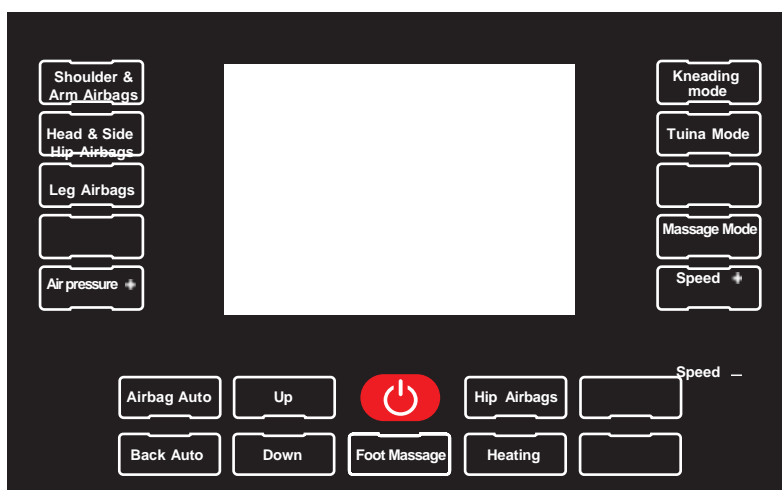 Shoulder &
Arm Airbags
Head & Side
Hip Airbags
Leg Airbags
Air pressure +
Kneading
mode
Tuina Mode
Massage Mode
Speed +
Speed –
Airbag Auto
Up
Hip Airbags
Back Auto
Down
Foot Massage
Heating